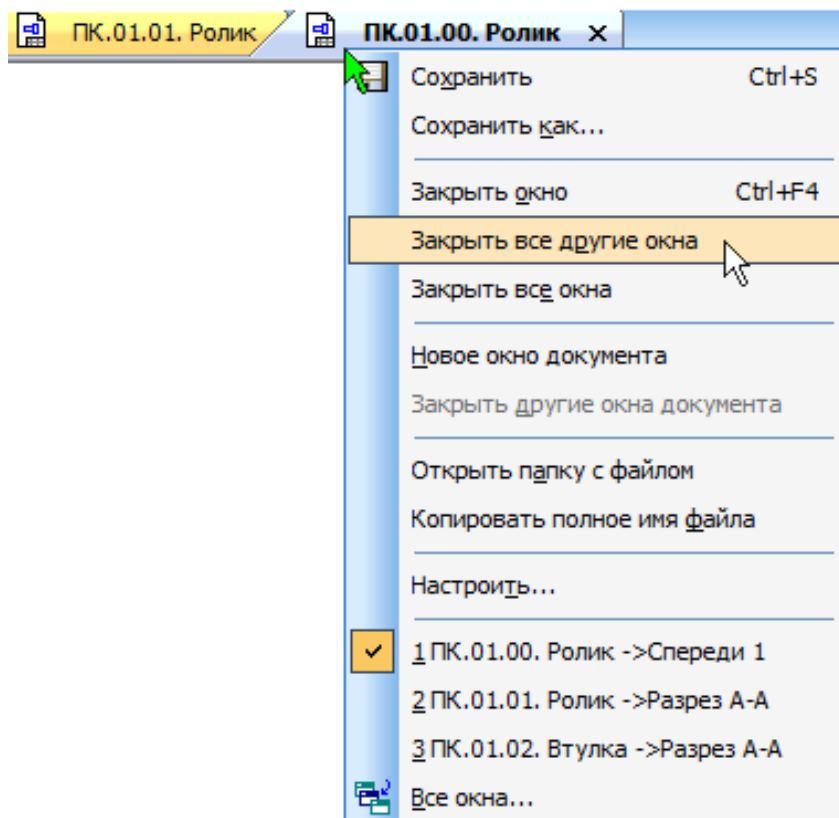 ПК.01.01. Ролик ПК.01.00. Ролик
Сохранить Ctrl+S
Сохранить как...
Закрыть окно Ctrl+F4
Закрыть все другие окна
Закрыть все окна
Новое окно документа
Закрыть другие окна документа
Открыть папку с файлом
Копировать полное имя файла
Настроить...
1 ПК.01.00. Ролик ->Спереди 1
2 ПК.01.01. Ролик ->Разрез А-А
3 ПК.01.02. Втулка ->Разрез А-А
Все окна...